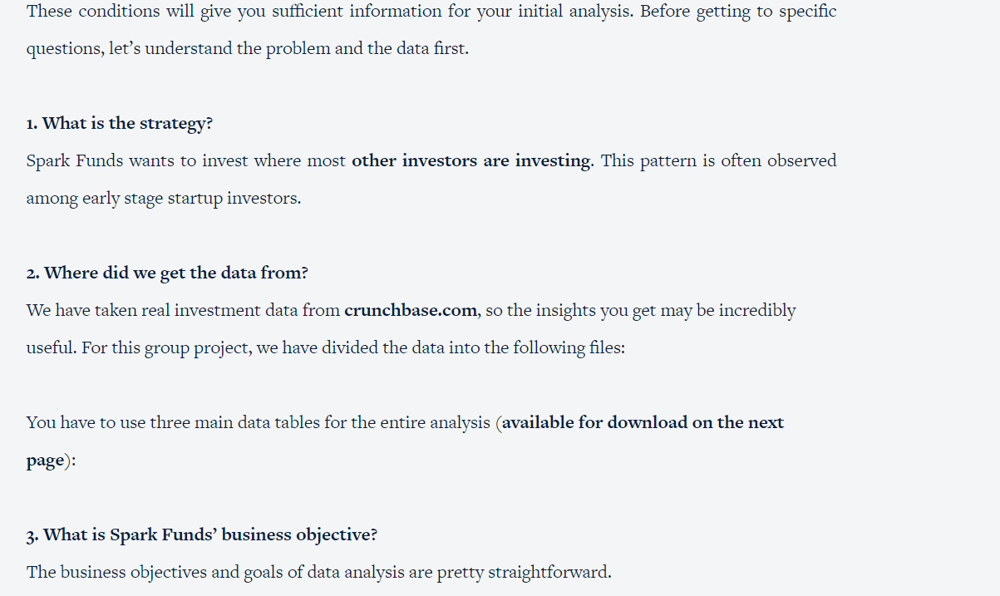 These conditions will give you sufficient information for your initial analysis. Before getting to specific
questions, let’s understand the problem and the data first.
1. What is the strategy?
Spark Funds wants to invest where most other investors are investing. This pattern is often observed
among early stage startup investors.
2. Where did we get the data from?
We have taken real investment data from crunchbase.com, so the insights you get may be incredibly
useful. For this group project, we have divided the data into the following files:
You have to use three main data tables for the entire analysis (available for download on the next
page):
3. What is Spark Funds’ business objective?
The business objectives and goals of data analysis are pretty straightforward.